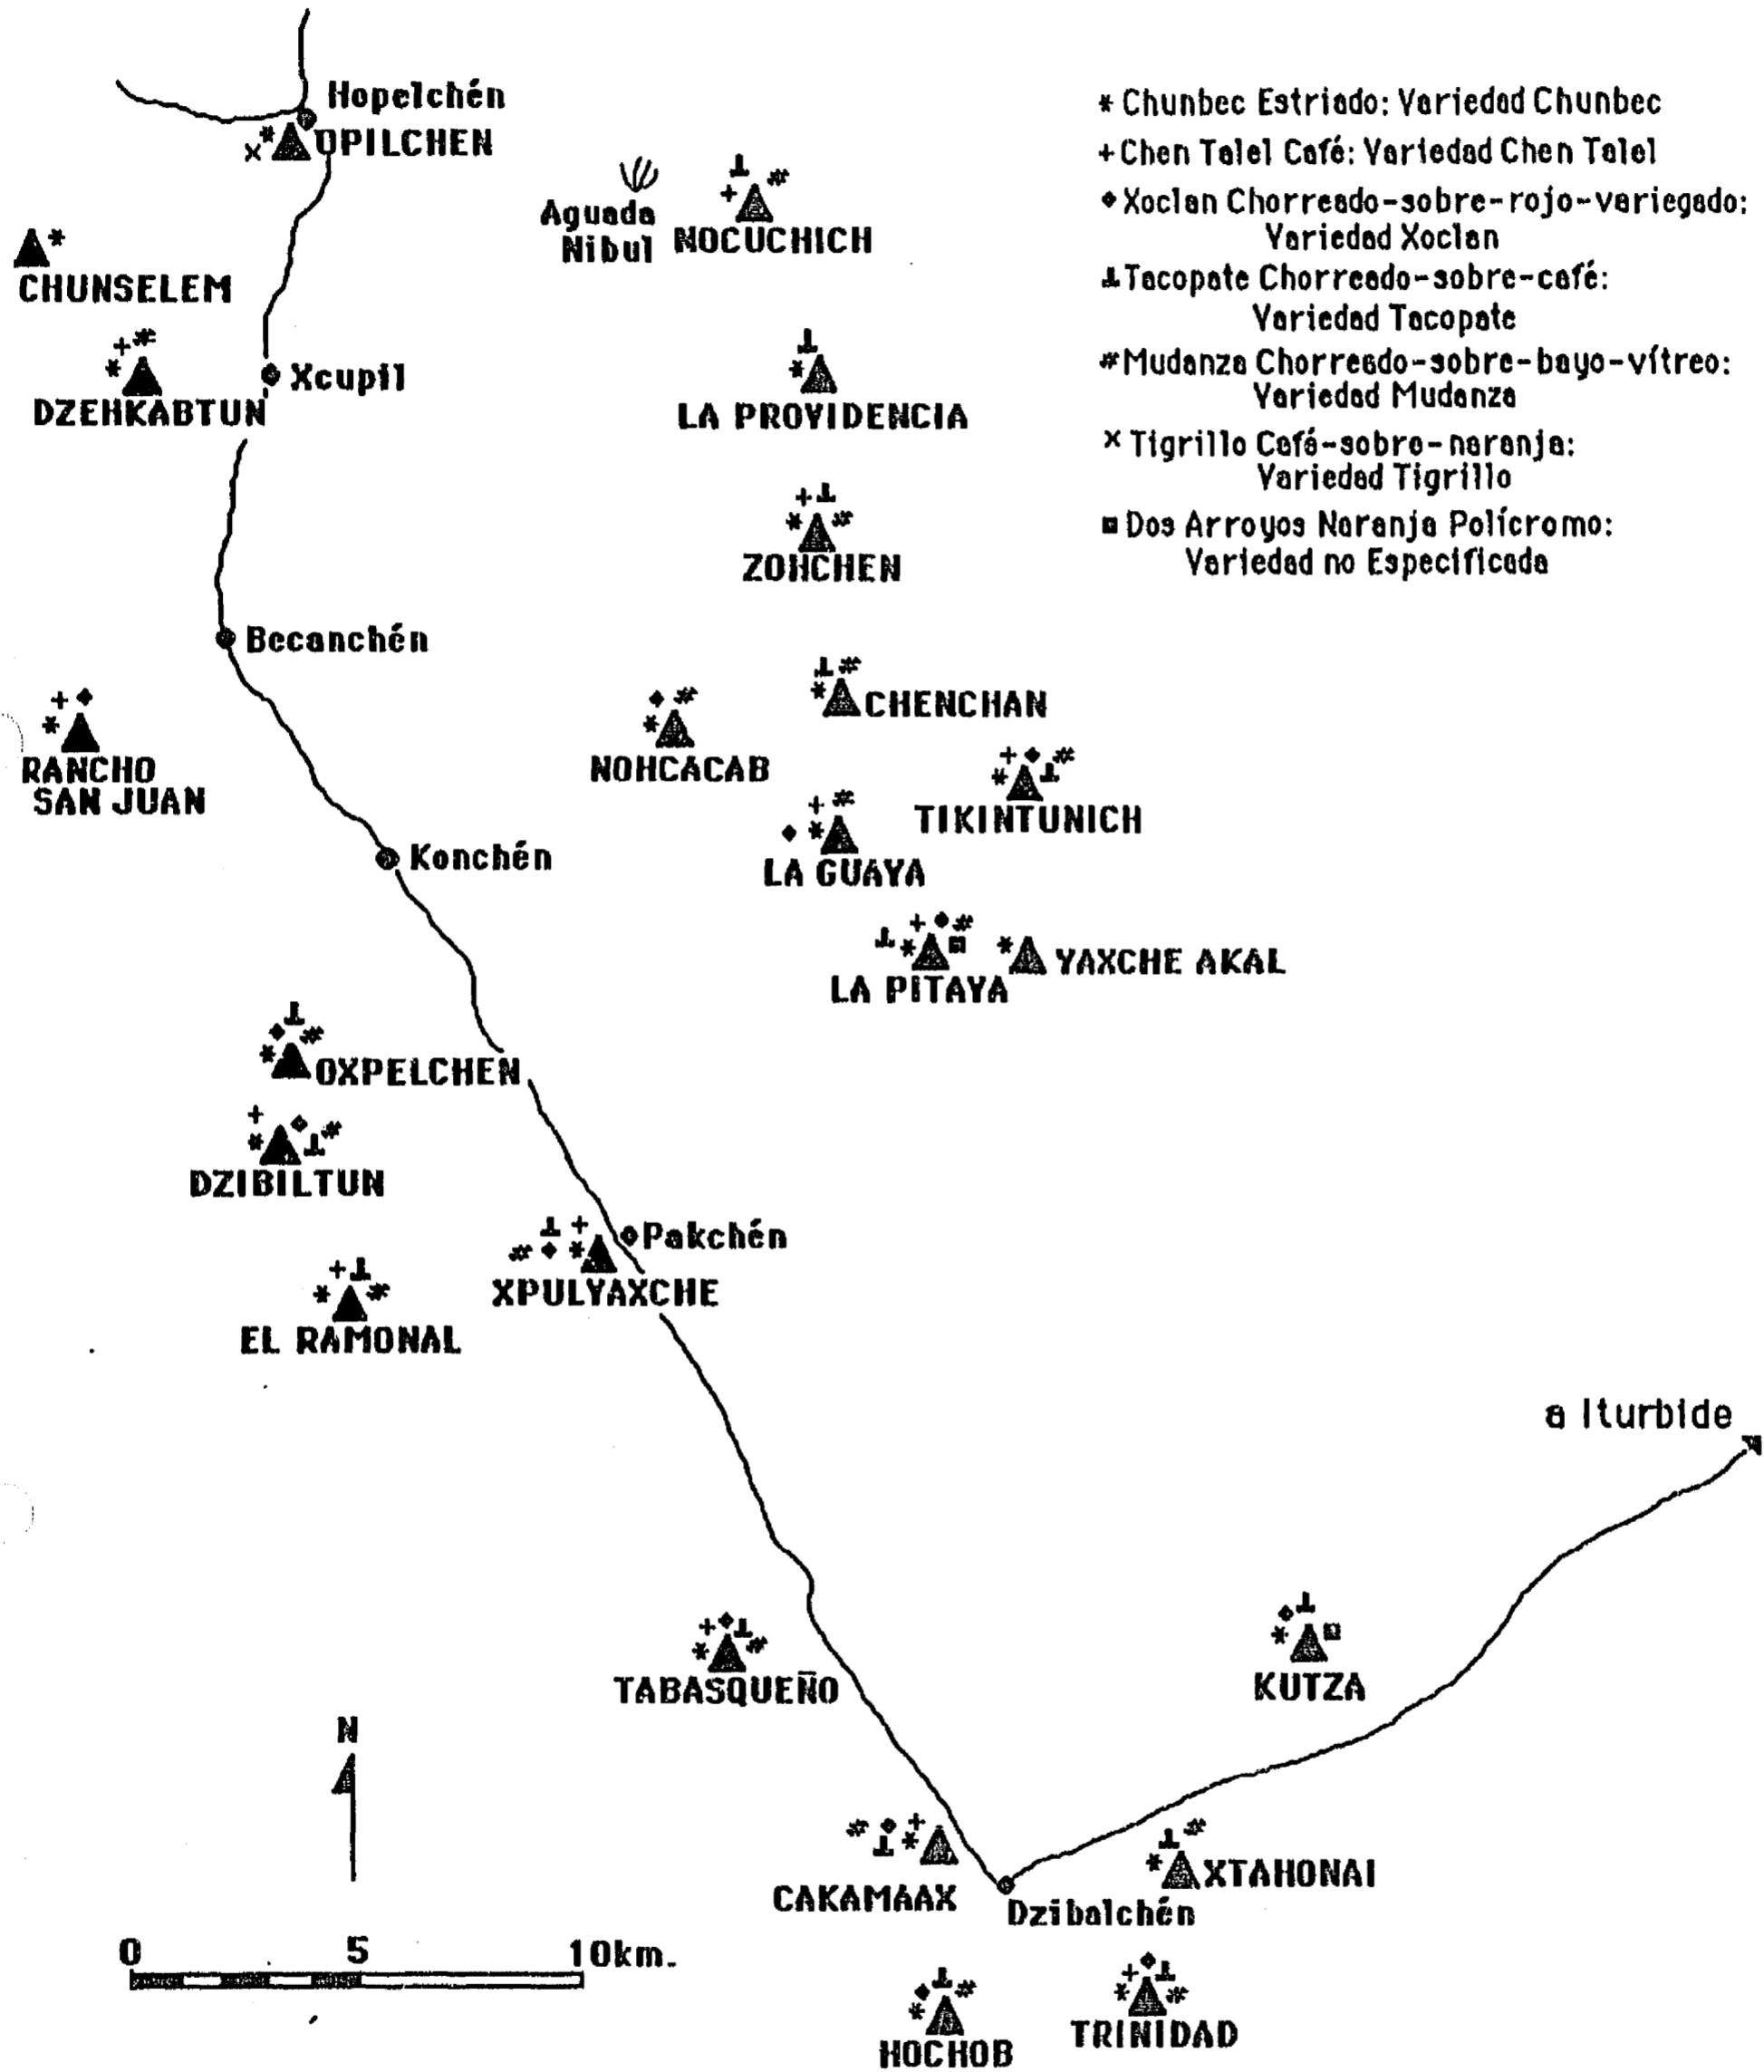 Hopelchén
OPILCHEN
* Chunbec Estriado: Variedad Chunbec
+ Chen Talel Café: Variedad Chen Talel
◆ Xoclan Chorreado-sobre-rojo-variegado:
Variedad Xoclan
Tacopate Chorreado-sobre-café:
Variedad Tacopate
# Mudanza Chorreado-sobre-bayo-vítreo:
Variedad Mudanza
x Tigrillo Café-sobre-naranja:
Variedad Tigrillo
Dos Arroyos Naranja Polícromo:
Variedad no Especificada
Aguada
Nibul
NOCUCHICH
CHUNSELEM
Xcupil
DZEHKABTUN
LA PROVIDENCIA
ZOHCHEN
Becanchén
CHENCHAN
NOHCACAB
RANCHO
SAN JUAN
TIKINTUNICH
Konchén
LA GUAYA
YAXCHE AKAL
LA PITAYA
OXPELCHEN
DZIBILTUN
Pakchén
XPULYAXCHE
EL RAMONAL
a Iturbide
TABASQUEÑO
KUTZA
N
CAKAMAAX
XTAHONAI
Dzibalchén
0 5 10km.
TRINIDAD
HOCHOB